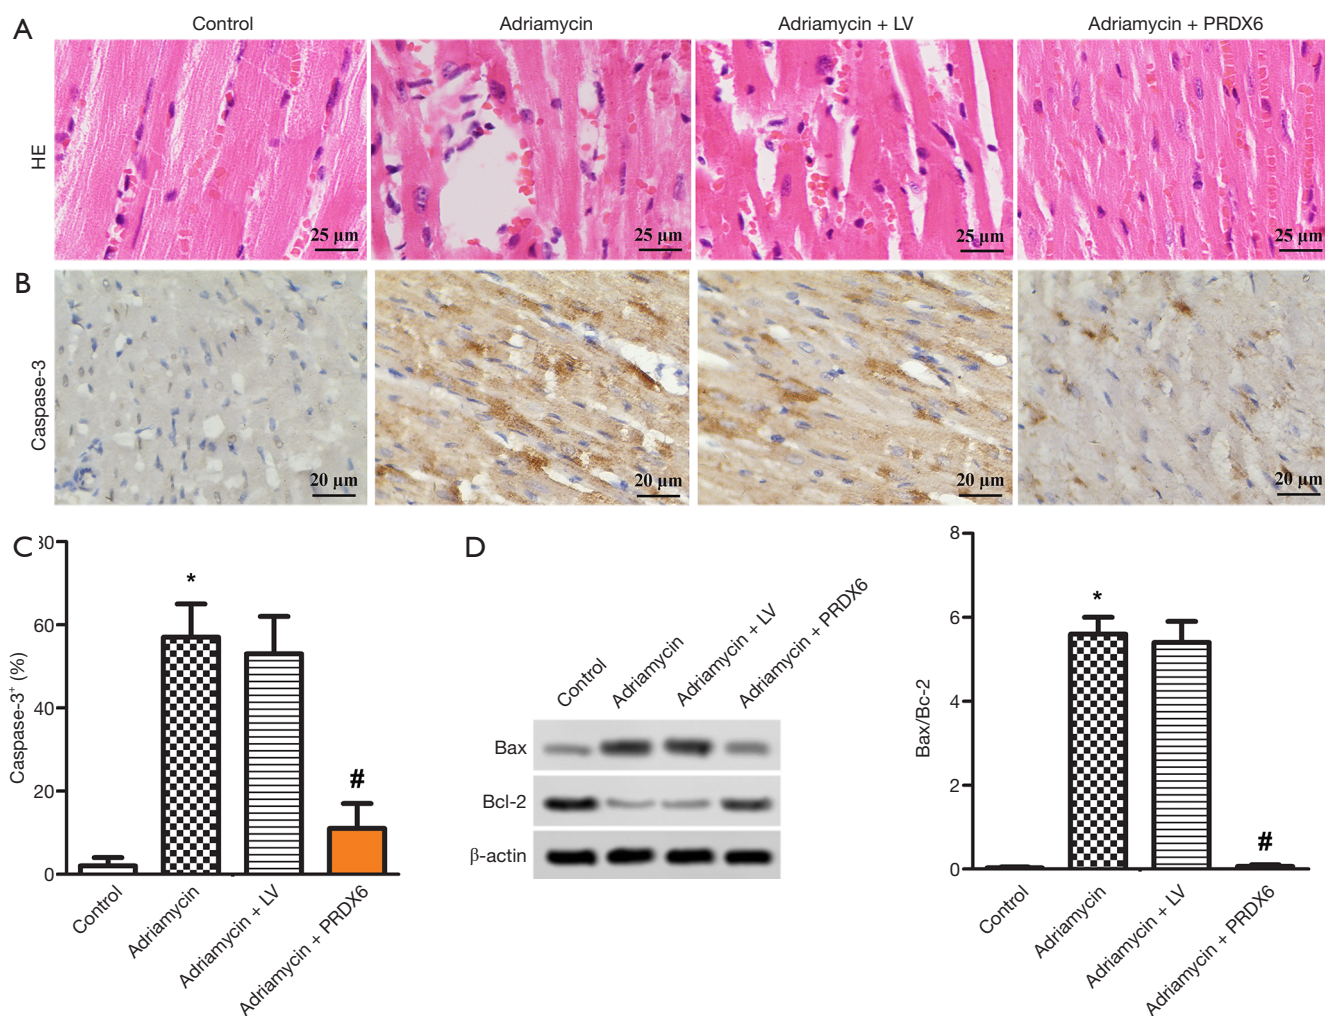 A
Control
Adriamycin
Adriamycin + LV
Adriamycin + PRDX6
HE
25 µm
25 µm
25 µm
25 µm
B
Caspase-3
20 µm
20 µm
20 µm
20 µm
C
Caspase-3+ (%)
60
40
20
0
*
#
Control
Adriamycin
Adriamycin + LV
Adriamycin + PRDX6
D
Control
Adriamycin
Adriamycin + LV
Adriamycin + PRDX6
Bax
Bcl-2
β-actin
Bax/Bc-2
8
6
4
2
0
*
#
Control
Adriamycin
Adriamycin + LV
Adriamycin + PRDX6